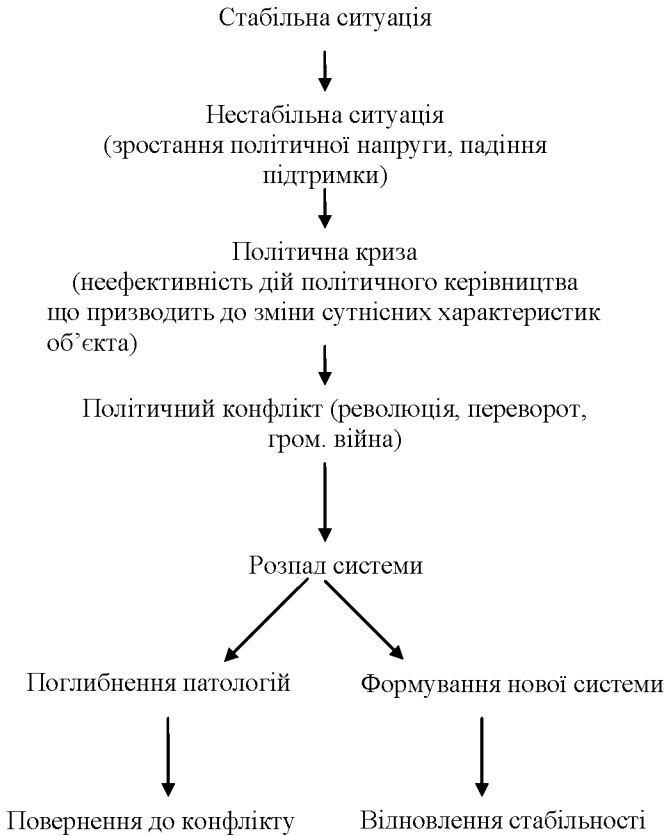 Стабільна ситуація
Нестабільна ситуація
(зростання політичної напруги, падіння
підтримки)
Політична криза
(неефективність дій політичного керівництва
що призводить до зміни сутнісних характеристик
об’єкта)
Політичний конфлікт (революція, переворот,
гром. війна)
Розпад системи
Поглибнення патологій
Формування нової системи
Повернення до конфлікту
Відновлення стабільності